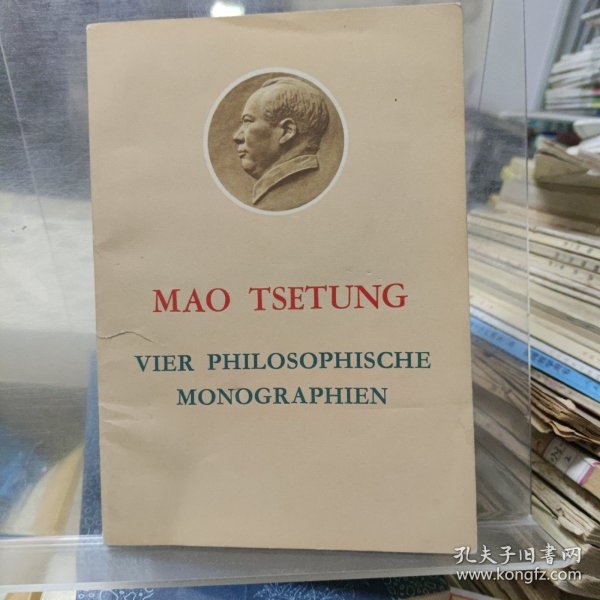 MAO TSETUNG
VIER PHILOSOPHISCHE
MONOGRAPHIEN
孔夫子旧书网
www.kongfz.com